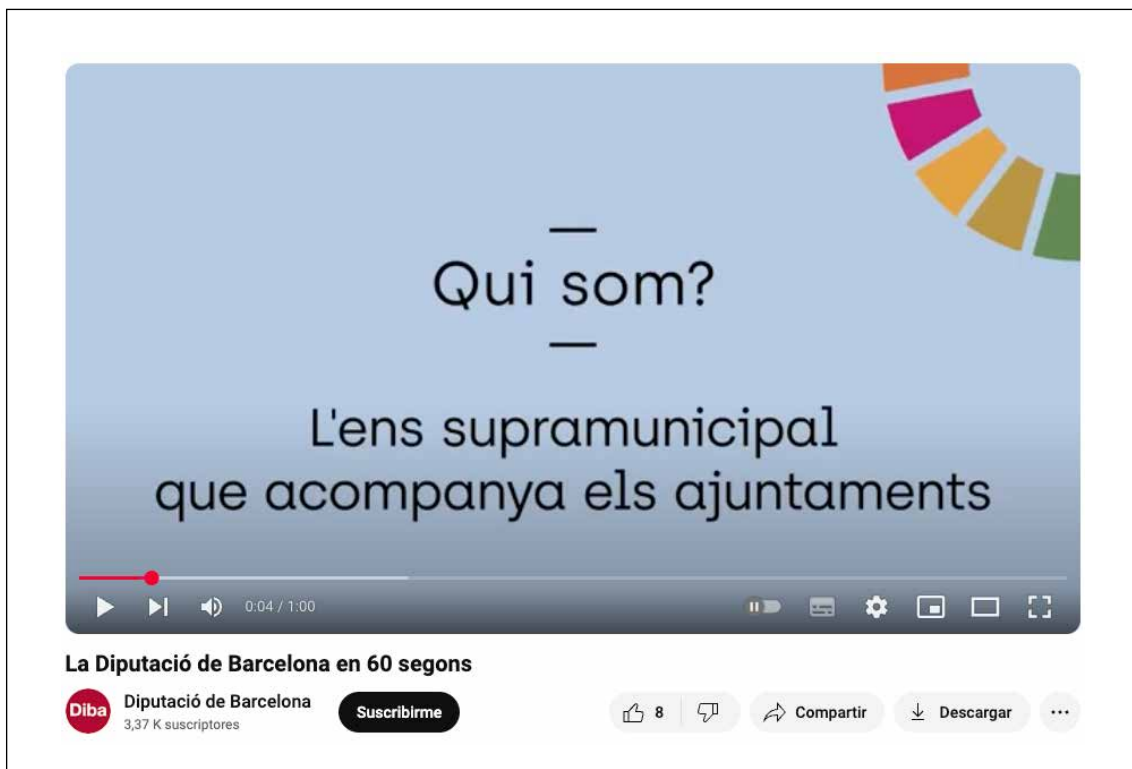 Qui som?
L'ens supramunicipal
que acompanya els ajuntaments
0:04 / 1:00
La Diputació de Barcelona en 60 segons
Diba
Diputació de Barcelona
3,37 K suscriptores
Suscribirme
8
Compartir
Descargar